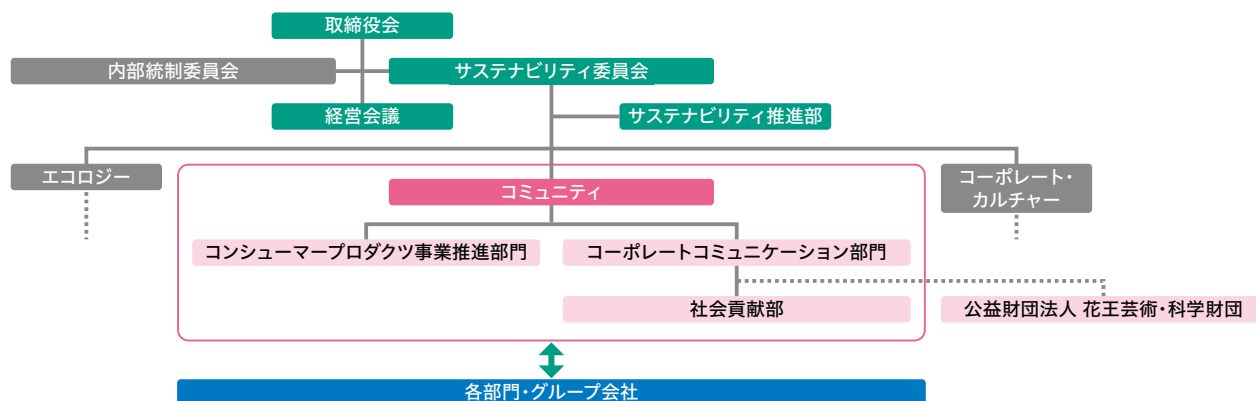 取締役会
内部統制委員会
サステナビリティ委員会
経営会議
サステナビリティ推進部
エコロジー
コミュニティ
コーポレート・
カルチャー
コンシューマープロダクツ事業推進部門
コーポレートコミュニケーション部門
社会貢献部
公益財団法人 花王芸術・科学財団
各部門・グループ会社